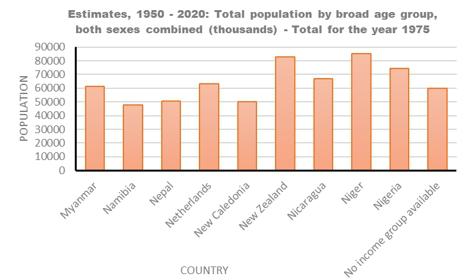 Estimates, 1950 - 2020: Total population by broad age group,
both sexes combined (thousands) - Total for the year 1975
POPULATION
90000
80000
70000
60000
50000
40000
30000
20000
10000
0
Myanmar
Namibia
Nepal
Netherlands
New Caledonia
New Zealand
Nicaragua
Niger
Nigeria
No income group available
COUNTRY